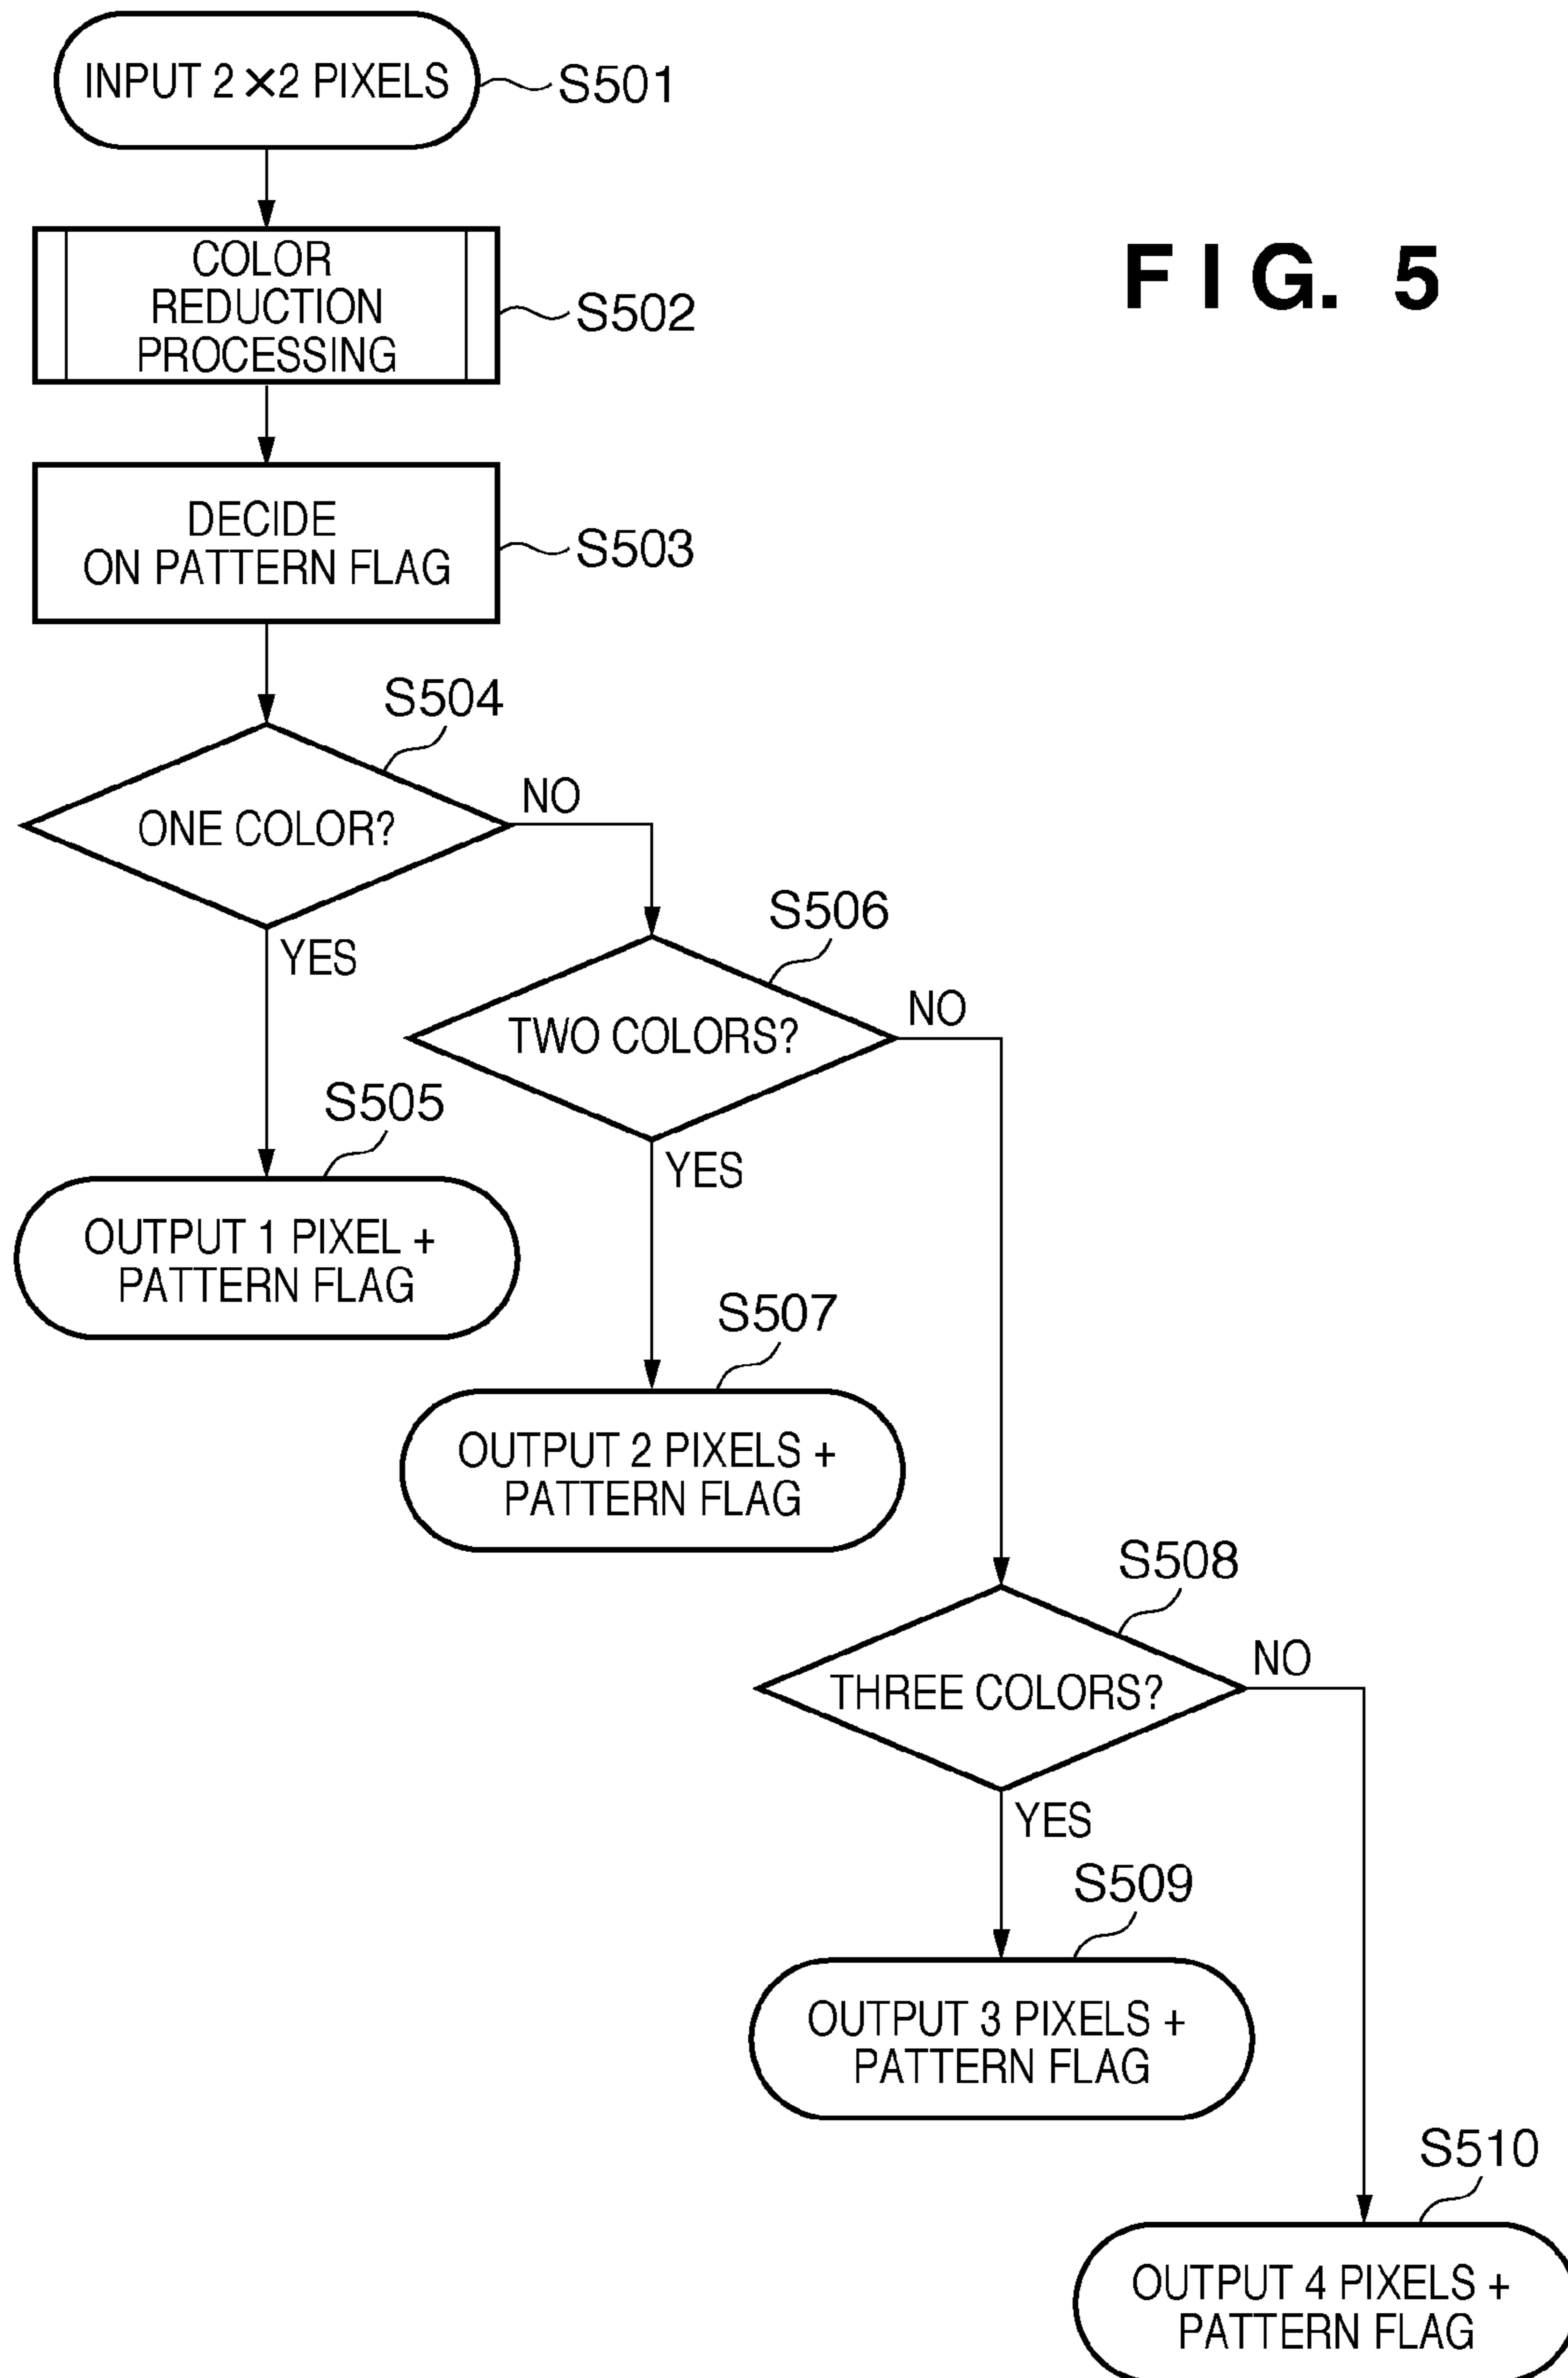 INPUT 2 ×2 PIXELS
S501
FIG. 5
COLOR
REDUCTION
PROCESSING
S502
DECIDE
ON PATTERN FLAG
S503
S504
ONE COLOR?
NO
YES
S506
TWO COLORS?
NO
YES
S505
OUTPUT 1 PIXEL +
PATTERN FLAG
S507
OUTPUT 2 PIXELS +
PATTERN FLAG
S508
THREE COLORS?
NO
YES
S509
OUTPUT 3 PIXELS +
PATTERN FLAG
S510
OUTPUT 4 PIXELS +
PATTERN FLAG